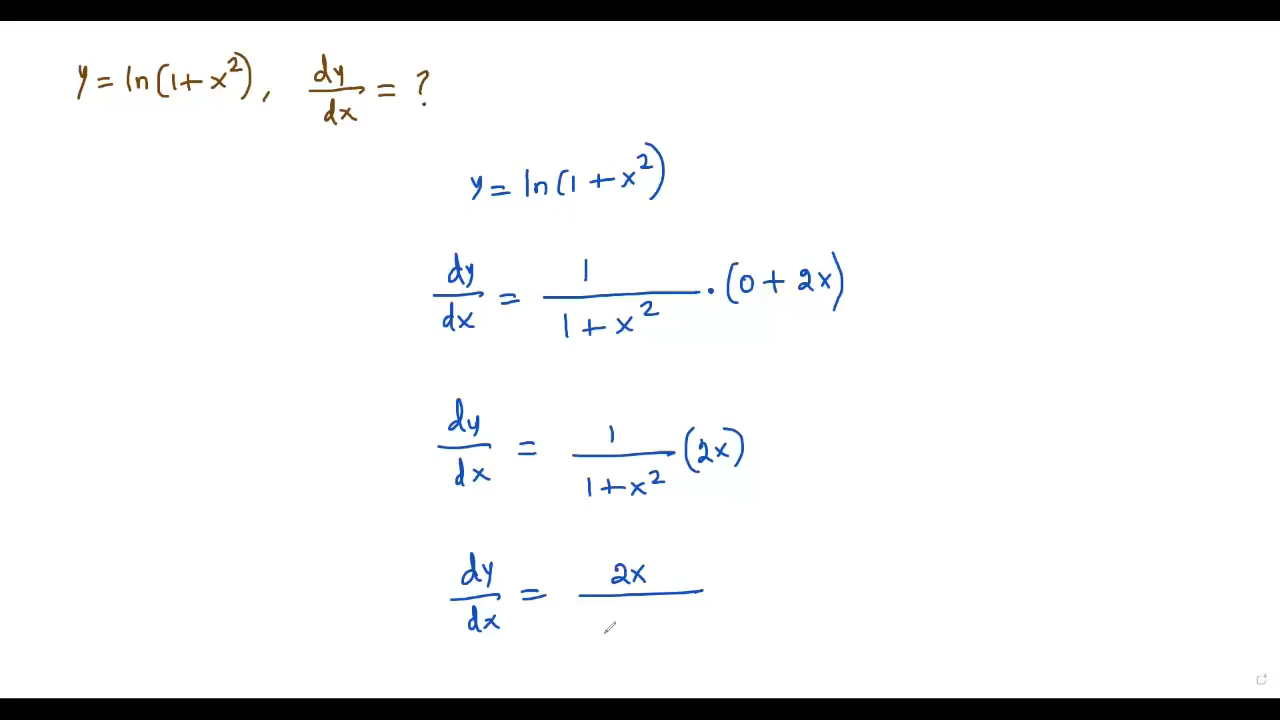 y = ln(1 + x²), dy/dx = ?
y = ln(1 + x²)
dy/dx = 1/(1 + x²) · (0 + 2x)
dy/dx = 1/(1 + x²) (2x)
dy/dx = 2x/